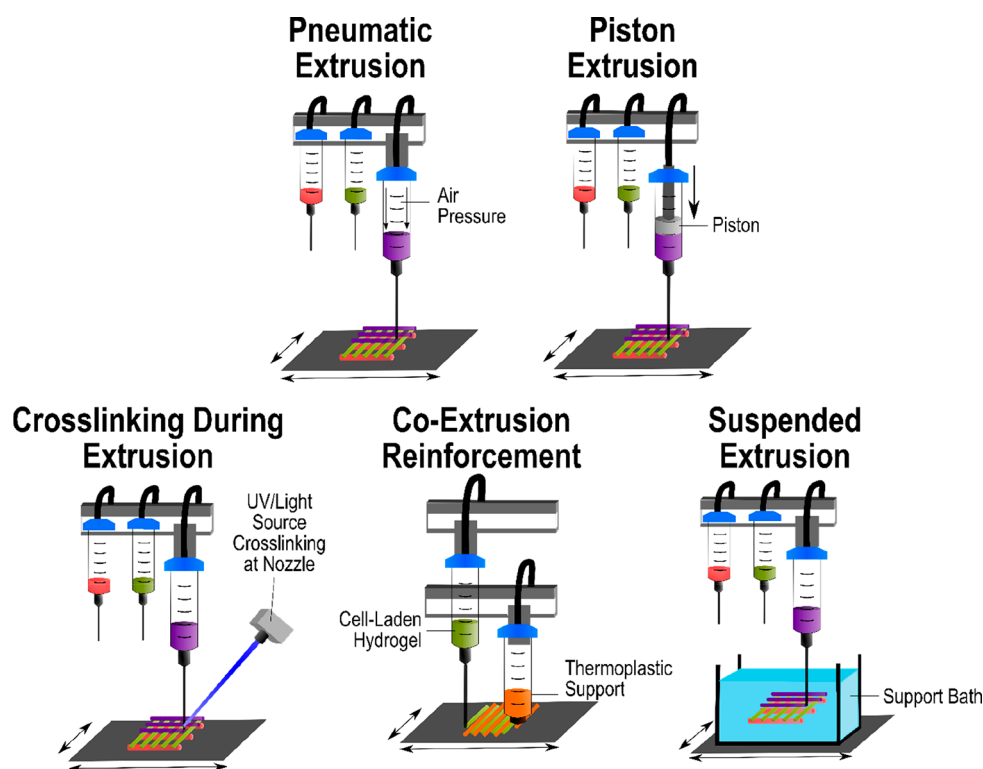 Pneumatic
Extrusion
Piston
Extrusion
Air
Pressure
Piston
Crosslinking During
Extrusion
Co-Extrusion
Reinforcement
Suspended
Extrusion
UV/Light
Source
Crosslinking
at Nozzle
Cell-Laden
Hydrogel
Thermoplastic
Support
Support Bath